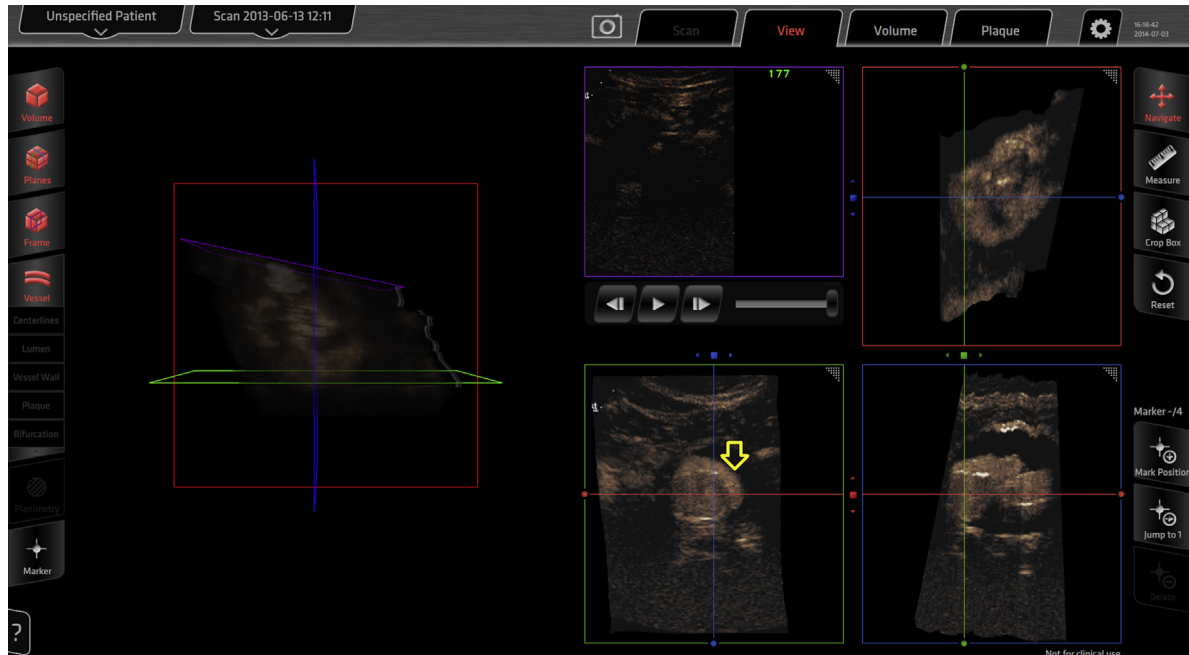 Unspecified Patient
Scan 2013-06-13 12:11
Scan
View
Volume
Plaque
16:18:42
2014-07-03
Volume
Planes
Frame
Vessel
Centerlines
Lumen
Vessel Wall
Plaque
Bifurcation
Planimetry
Marker
?
177
Navigate
Measure
Crop Box
Reset
Marker -/4
Mark Position
Jump to 1
Delete
Not for clinical use